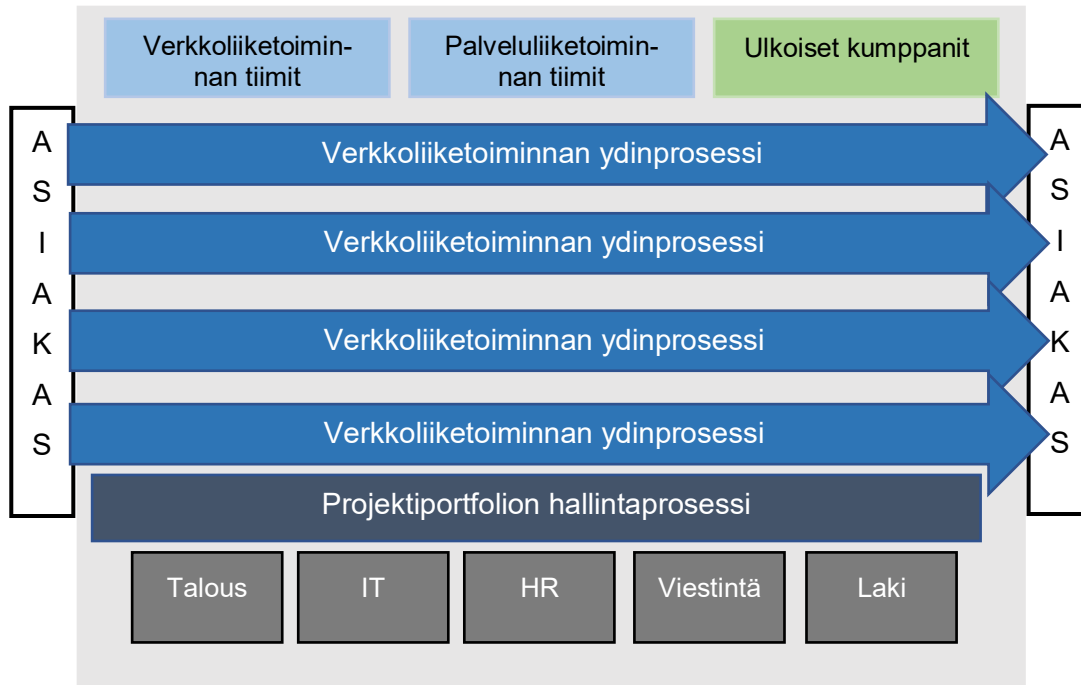 Verkkoliiketoimin-
nan tiimit
Palveluliiketoimin-
nan tiimit
Ulkoiset kumppanit
A
S
I
A
K
A
S
Verkkoliiketoiminnan ydinprosessi
Verkkoliiketoiminnan ydinprosessi
Verkkoliiketoiminnan ydinprosessi
Verkkoliiketoiminnan ydinprosessi
A
S
I
A
K
A
S
Projektiportfolion hallintaprosessi
Talous
IT
HR
Viestintä
Laki